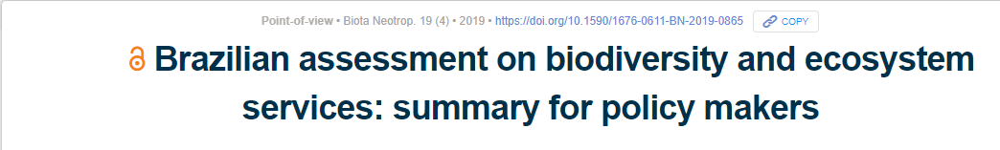 Point-of-view • Biota Neotrop. 19 (4) • 2019 • https://doi.org/10.1590/1676-0611-BN-2019-0865 COPY
Brazilian assessment on biodiversity and ecosystem
services: summary for policy makers